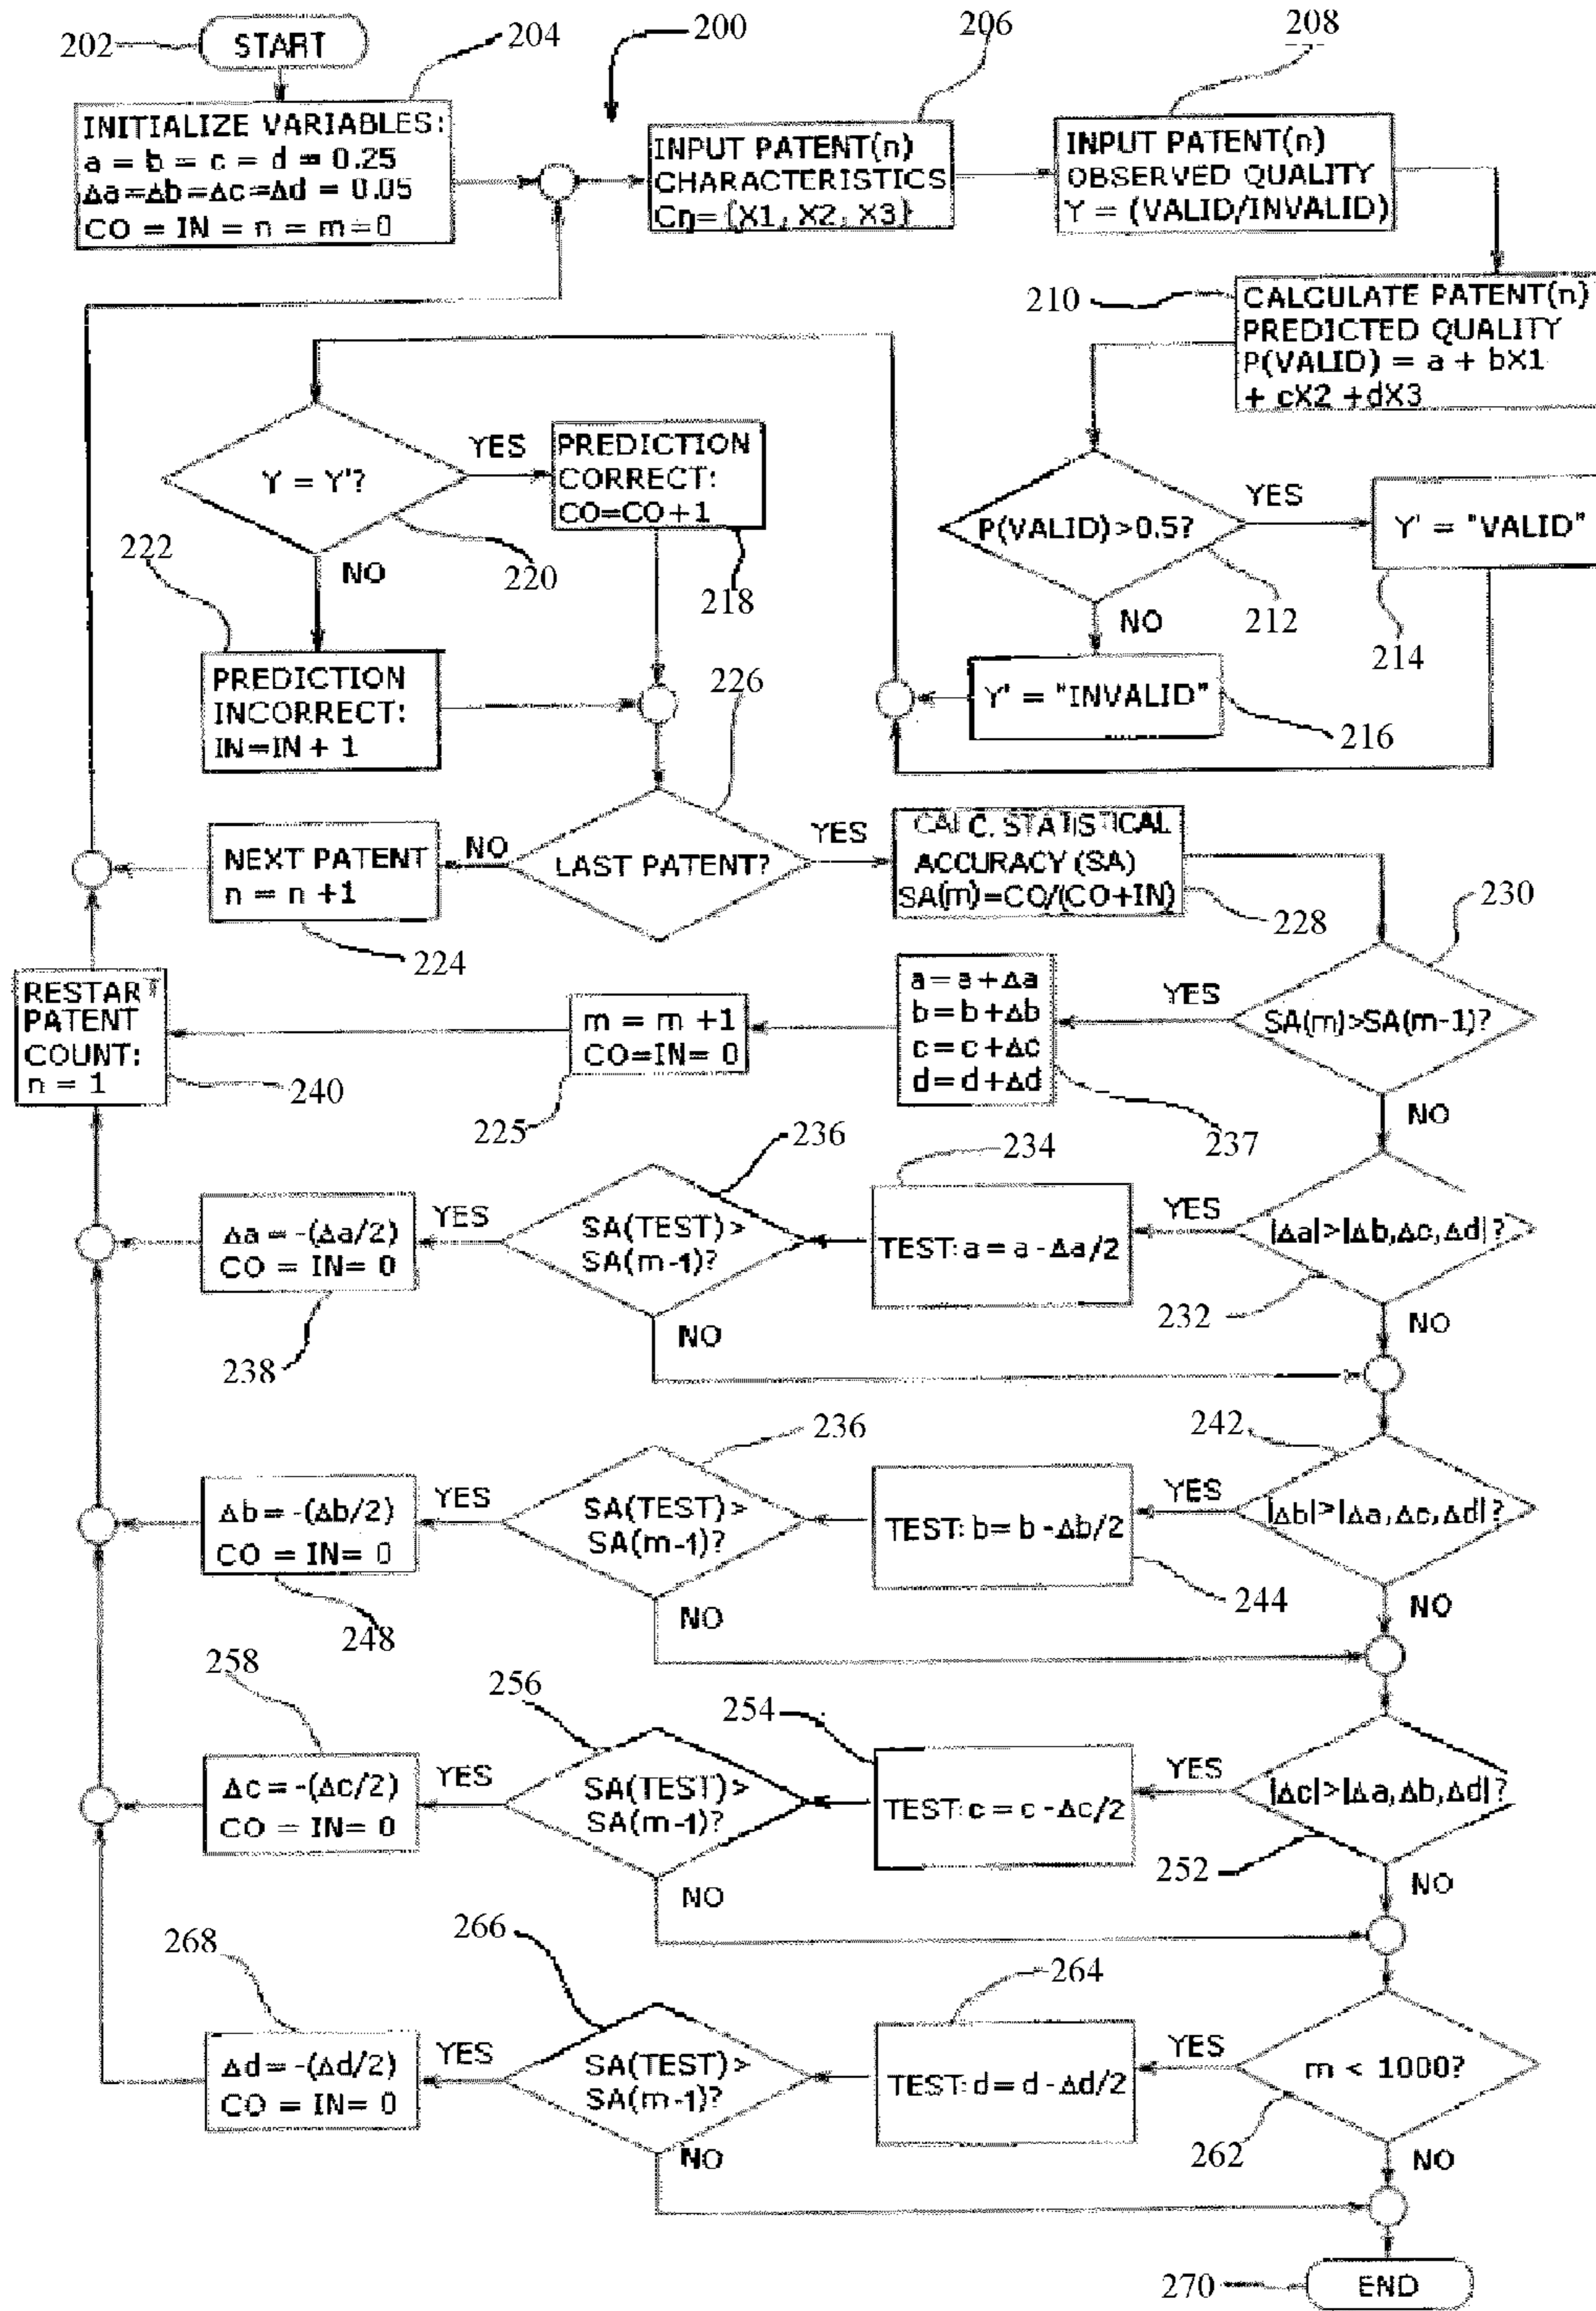 202
START
204
200
206
208
INITIALIZE VARIABLES:
a = b = c = d = 0.25
Δa=Δb=Δc=Δd = 0.05
CO = IN = n = m=0
INPUT PATENT(n)
CHARACTERISTICS
Cn={X1, X2, X3}
INPUT PATENT(n)
OBSERVED QUALITY
Y = (VALID/INVALID)
210
CALCULATE PATENT(n)
PREDICTED QUALITY
P(VALID) = a + bX1
+ cX2 +dX3
Y = Y'?
YES
PREDICTION
CORRECT:
CO=CO+1
P(VALID)>0.5?
YES
Y' = "VALID"
222
NO
220
218
NO
212
214
PREDICTION
INCORRECT:
IN=IN + 1
226
Y' = "INVALID"
216
NEXT PATENT
n = n +1
NO
LAST PATENT?
YES
CALC. STATISTICAL
ACCURACY (SA)
SA(m)=CO/(CO+IN)
228
230
224
RESTART
PATENT
COUNT:
n = 1
240
m = m +1
CO=IN= 0
225
a=a+Δa
b=b+Δb
c=c+Δc
d=d+Δd
237
YES
SA(m)>SA(m-1)?
NO
236
234
Δa=-(Δa/2)
CO = IN= 0
YES
SA(TEST)>
SA(m-1)?
TEST: a=a-Δa/2
YES
|Δa|>|Δb,Δc,Δd|?
238
NO
232
NO
236
242
Δb=-(Δb/2)
CO = IN= 0
YES
SA(TEST)>
SA(m-1)?
TEST: b=b-Δb/2
YES
|Δb|>|Δa,Δc,Δd|?
248
NO
244
NO
258
256
254
Δc=-(Δc/2)
CO = IN= 0
YES
SA(TEST)>
SA(m-1)?
TEST: c=c-Δc/2
YES
|Δc|>|Δa,Δb,Δd|?
252
NO
NO
268
266
264
Δd=-(Δd/2)
CO = IN= 0
YES
SA(TEST)>
SA(m-1)?
TEST: d=d-Δd/2
YES
m < 1000?
NO
262
NO
270
END